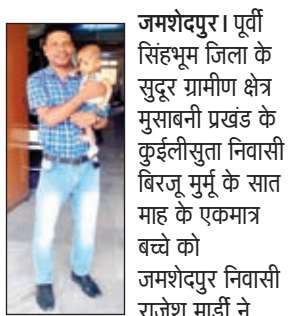 जमशेदपुर। पूर्वी
सिंहभूम जिला के
सुदूर ग्रामीण क्षेत्र
मुसाबनी प्रखंड के
कुईलीसुता निवासी
बिरजू मुर्मू के सात
माह के एकमात्र
बच्चे को
जमशेदपुर निवासी
राजेश मार्डी ने